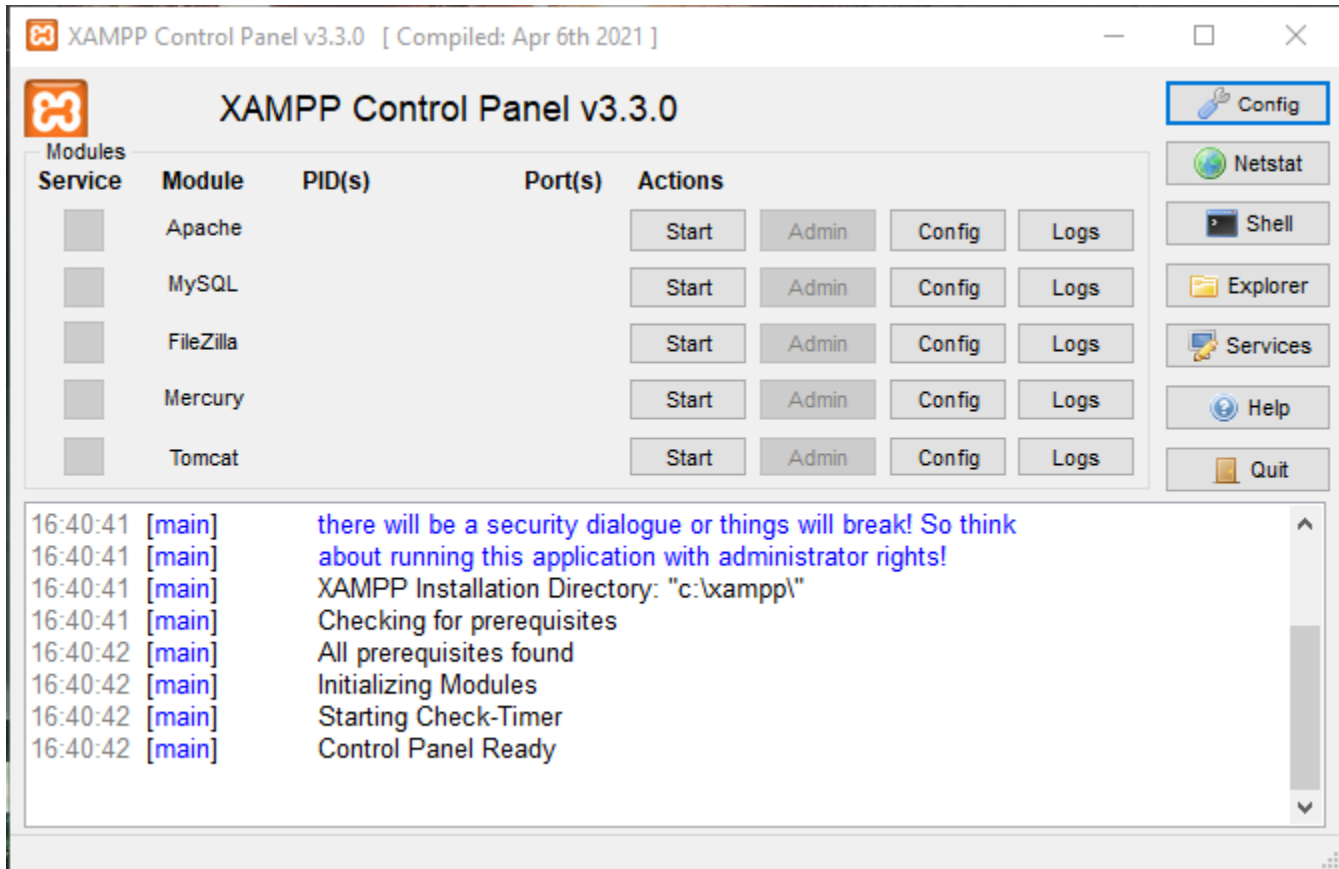 XAMPP Control Panel v3.3.0 [ Compiled: Apr 6th 2021 ]
XAMPP Control Panel v3.3.0
Config
Modules
Netstat
Service Module PID(s) Port(s) Actions
Apache Start Admin Config Logs
Shell
MySQL Start Admin Config Logs
Explorer
FileZilla Start Admin Config Logs
Services
Mercury Start Admin Config Logs
Help
Tomcat Start Admin Config Logs
Quit
16:40:41 [main] there will be a security dialogue or things will break! So think
16:40:41 [main] about running this application with administrator rights!
16:40:41 [main] XAMPP Installation Directory: "c:\xampp\"
16:40:41 [main] Checking for prerequisites
16:40:42 [main] All prerequisites found
16:40:42 [main] Initializing Modules
16:40:42 [main] Starting Check-Timer
16:40:42 [main] Control Panel Ready